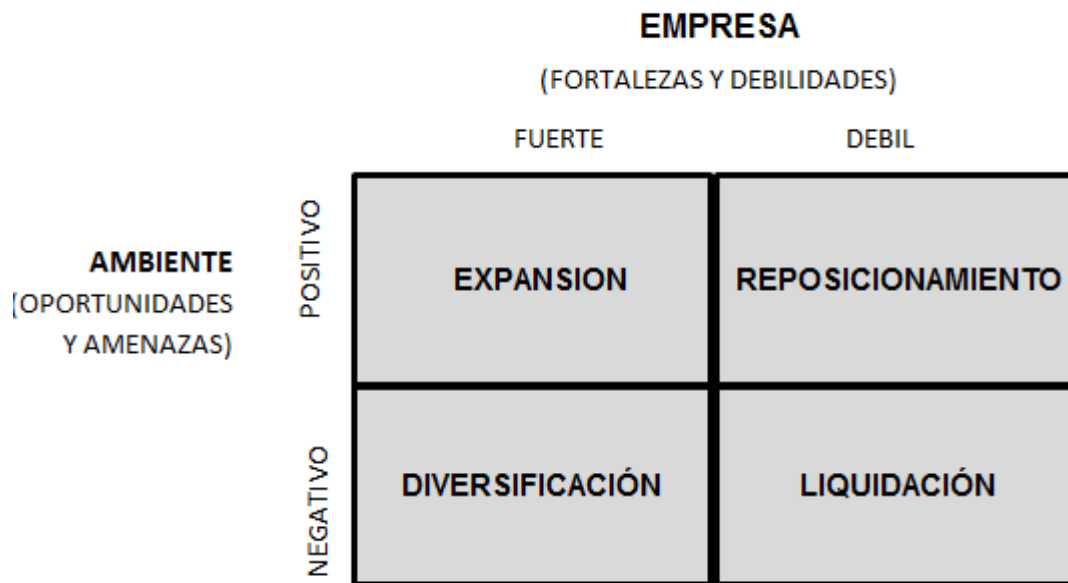 EMPRESA
(FORTALEZAS Y DEBILIDADES)
FUERTE
DEBIL
POSITIVO
AMBIENTE
(OPORTUNIDADES
Y AMENAZAS)
EXPANSION
REPOSICIONAMIENTO
NEGATIVO
DIVERSIFICACIÓN
LIQUIDACIÓN